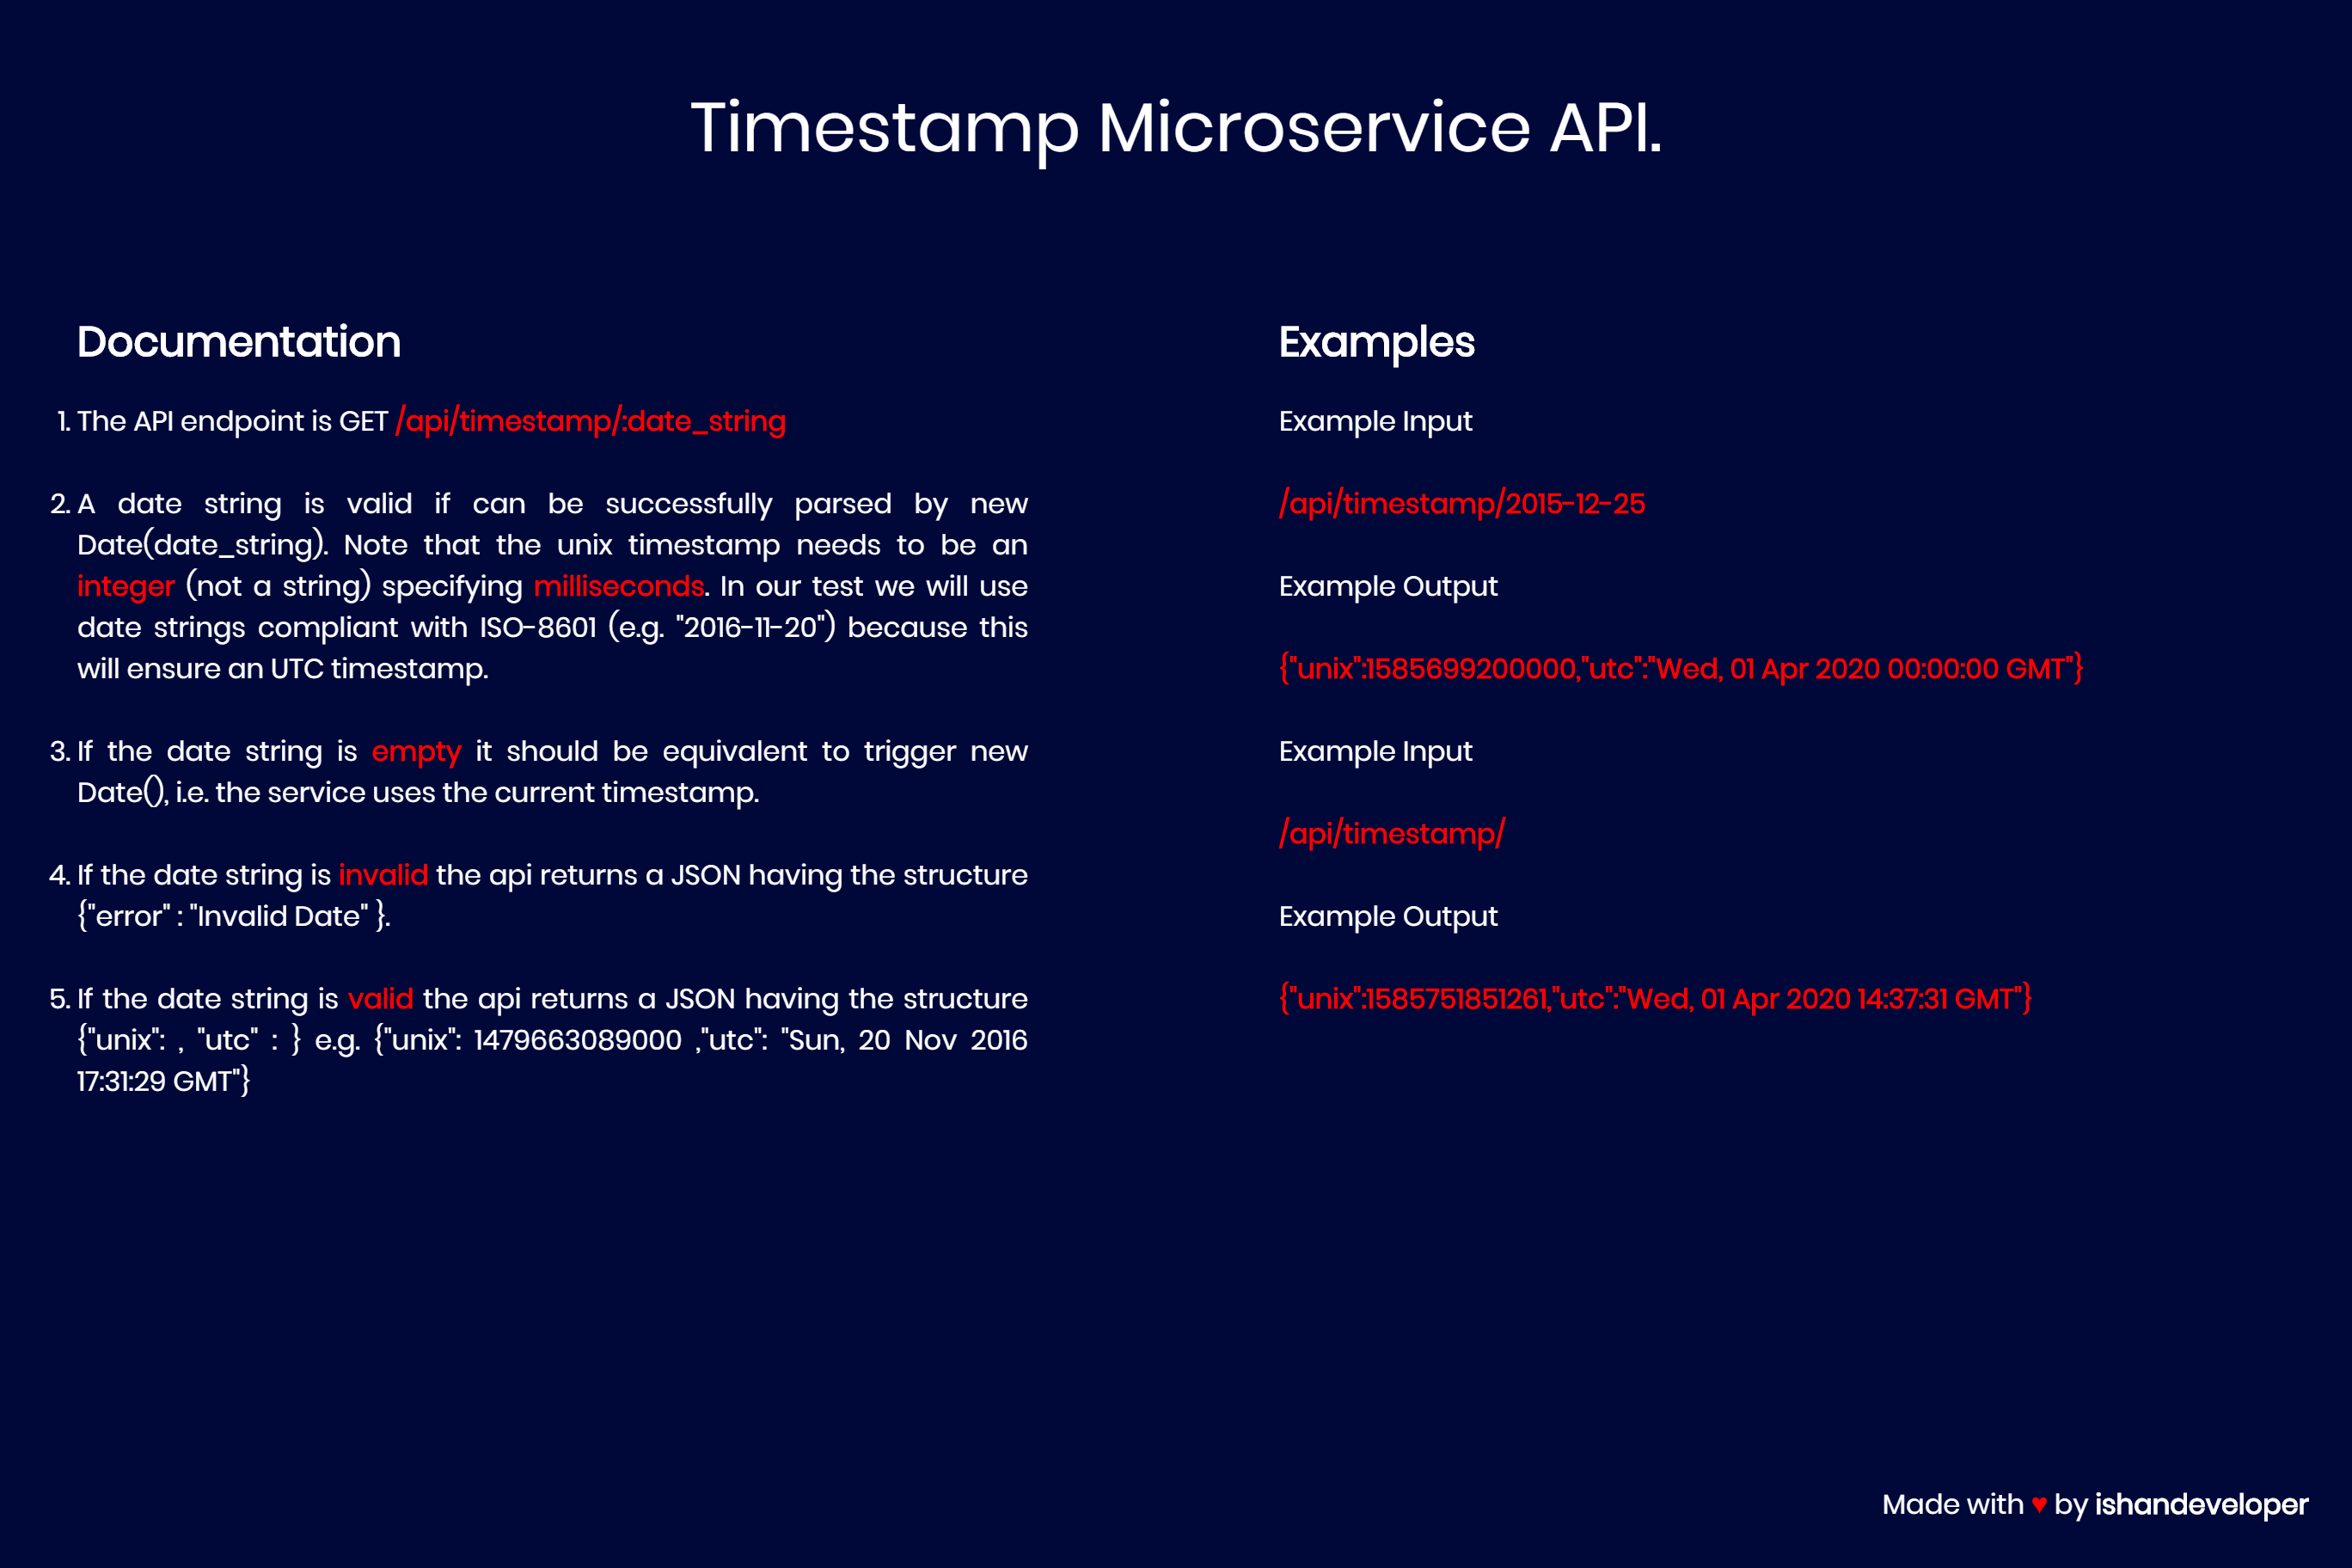 Timestamp Microservice API.
Documentation
1. The API endpoint is GET /api/timestamp/:date_string
2. A date string is valid if can be successfully parsed by new
Date(date_string). Note that the unix timestamp needs to be an
integer (not a string) specifying milliseconds. In our test we will use
date strings compliant with ISO-8601 (e.g. "2016-11-20") because this
will ensure an UTC timestamp.
3. If the date string is empty it should be equivalent to trigger new
Date(), i.e. the service uses the current timestamp.
4. If the date string is invalid the api returns a JSON having the structure
{"error" : "Invalid Date" }.
5. If the date string is valid the api returns a JSON having the structure
{"unix": , "utc" : } e.g. {"unix": 1479663089000 ,"utc": "Sun, 20 Nov 2016
17:31:29 GMT"}
Examples
Example Input
/api/timestamp/2015-12-25
Example Output
{"unix":1585699200000,"utc":"Wed, 01 Apr 2020 00:00:00 GMT"}
Example Input
/api/timestamp/
Example Output
{"unix":1585751851261,"utc":"Wed, 01 Apr 2020 14:37:31 GMT"}
Made with ♥ by ishandeveloper